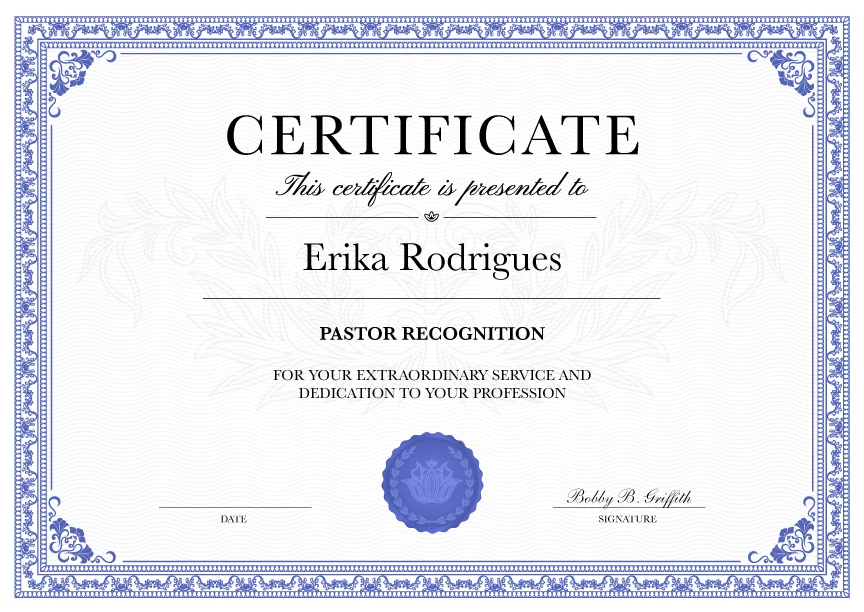 CERTIFICATE
This certificate is presented to
Erika Rodrigues
PASTOR RECOGNITION
FOR YOUR EXTRAORDINARY SERVICE AND
DEDICATION TO YOUR PROFESSION
Bobby B. Griffith
DATE
SIGNATURE